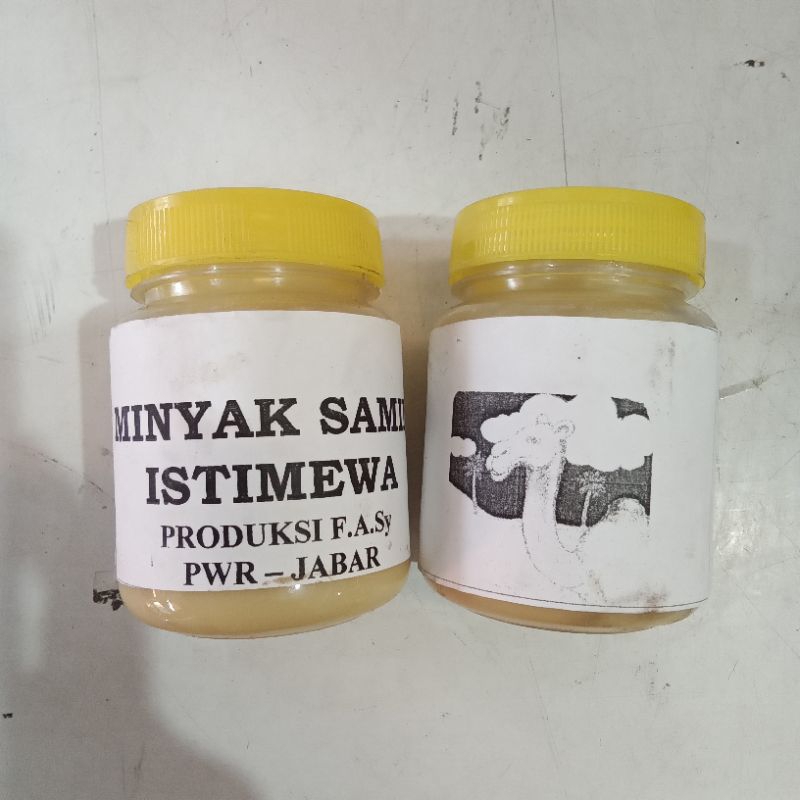 MINYAK SAMI
ISTIMEWA
PRODUKSI F.A.Sy
PWR – JABAR